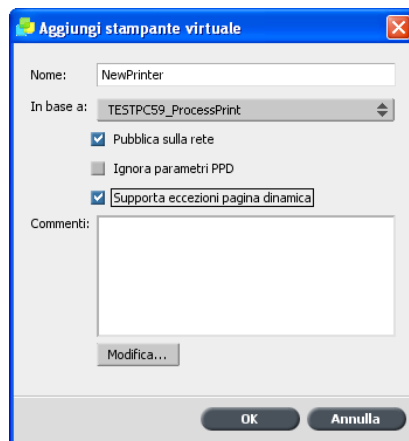 Aggiungi stampante virtuale
Nome: NewPrinter
In base a: TESTPC59_ProcessPrint
Pubblica sulla rete
Ignora parametri PPD
Supporta eccezioni pagina dinamica
Commenti:
Modifica...
OK Annulla